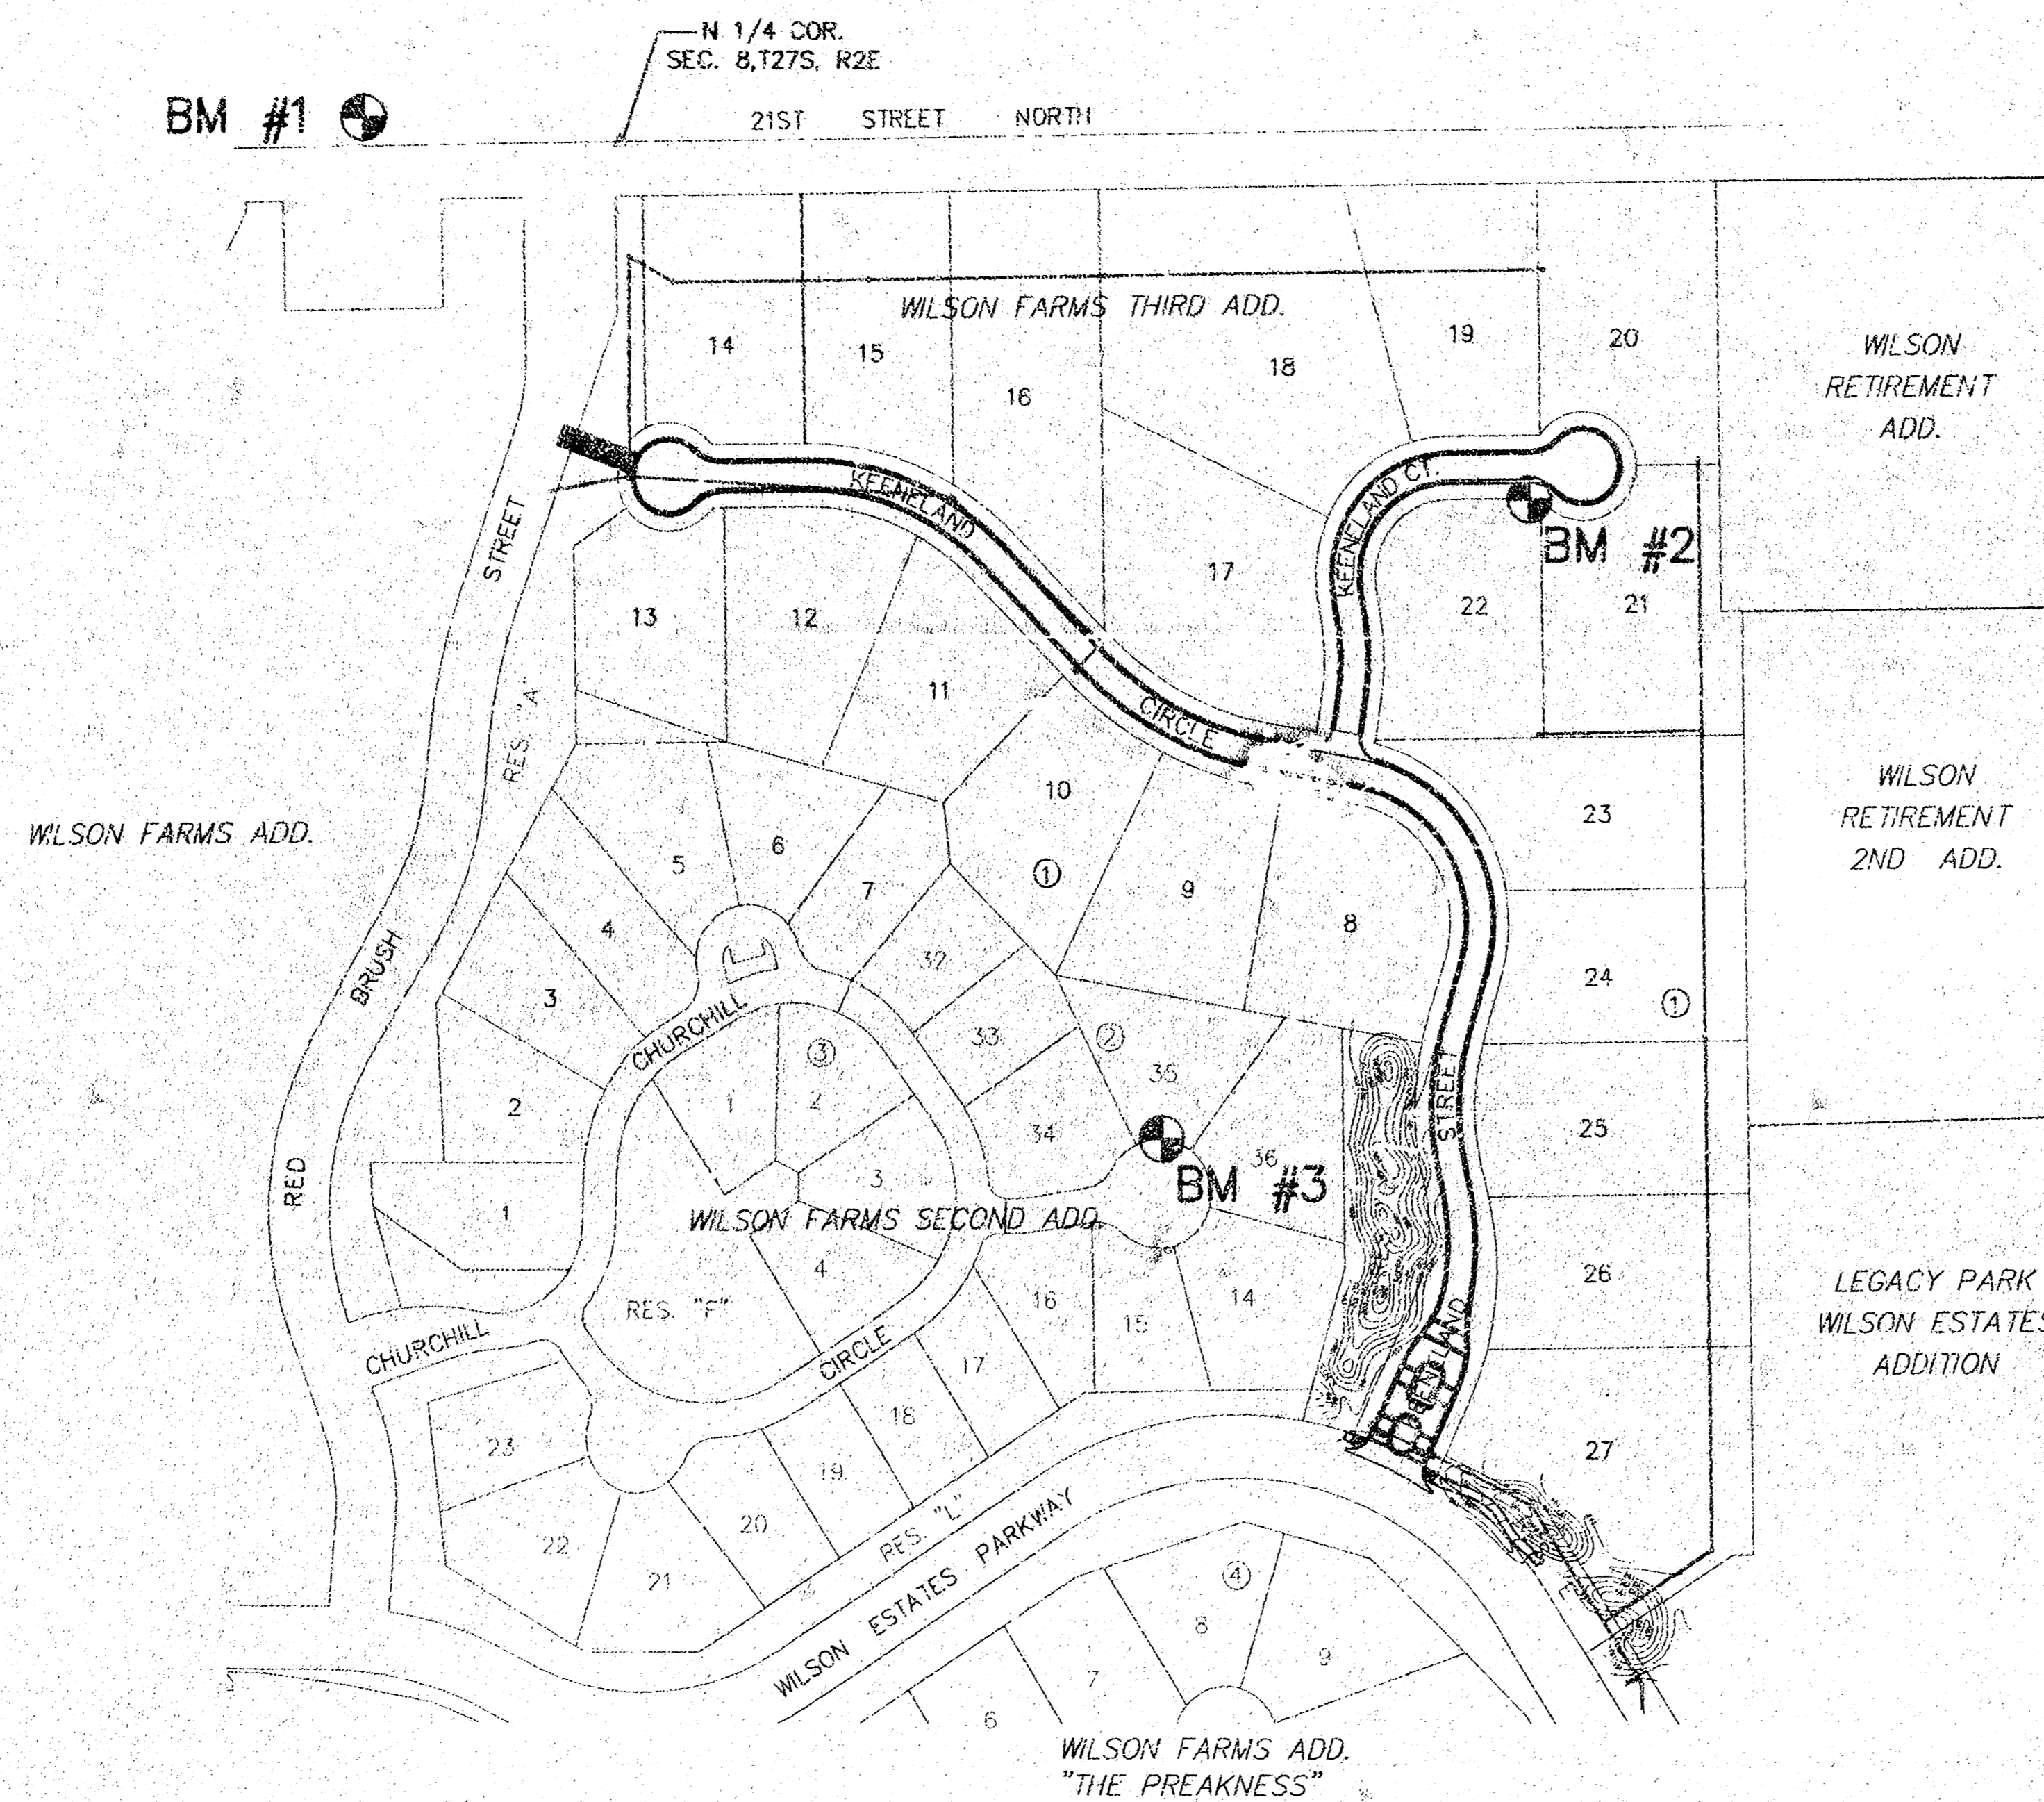 N 1/4 COR.
SEC. 8,T27S, R2E
BM #1
21ST STREET NORTH
WILSON FARMS THIRD ADD.
14
15
16
18
19
20
WILSON
RETIREMENT
ADD.
KEENELAND
KEENELAND CT.
BM #2
STREET
17
22
21
13
12
11
RES. "A"
CIRCLE
10
1
WILSON FARMS ADD.
5
6
7
9
8
23
WILSON
RETIREMENT
2ND ADD.
4
32
24
1
BRUSH
3
CHURCHILL
33
2
35
3
1
2
2
34
36
BM #3
STREET
25
RED
1
3
WILSON FARMS SECOND ADD.
4
RES. "F"
16
15
14
26
LEGACY PARK
WILSON ESTATES
ADDITION
CHURCHILL
CIRCLE
17
KEENELAND
23
18
19
27
22
20
21
RES. "L"
WILSON ESTATES PARKWAY
4
8
9
7
6
WILSON FARMS ADD.
"THE PREAKNESS"